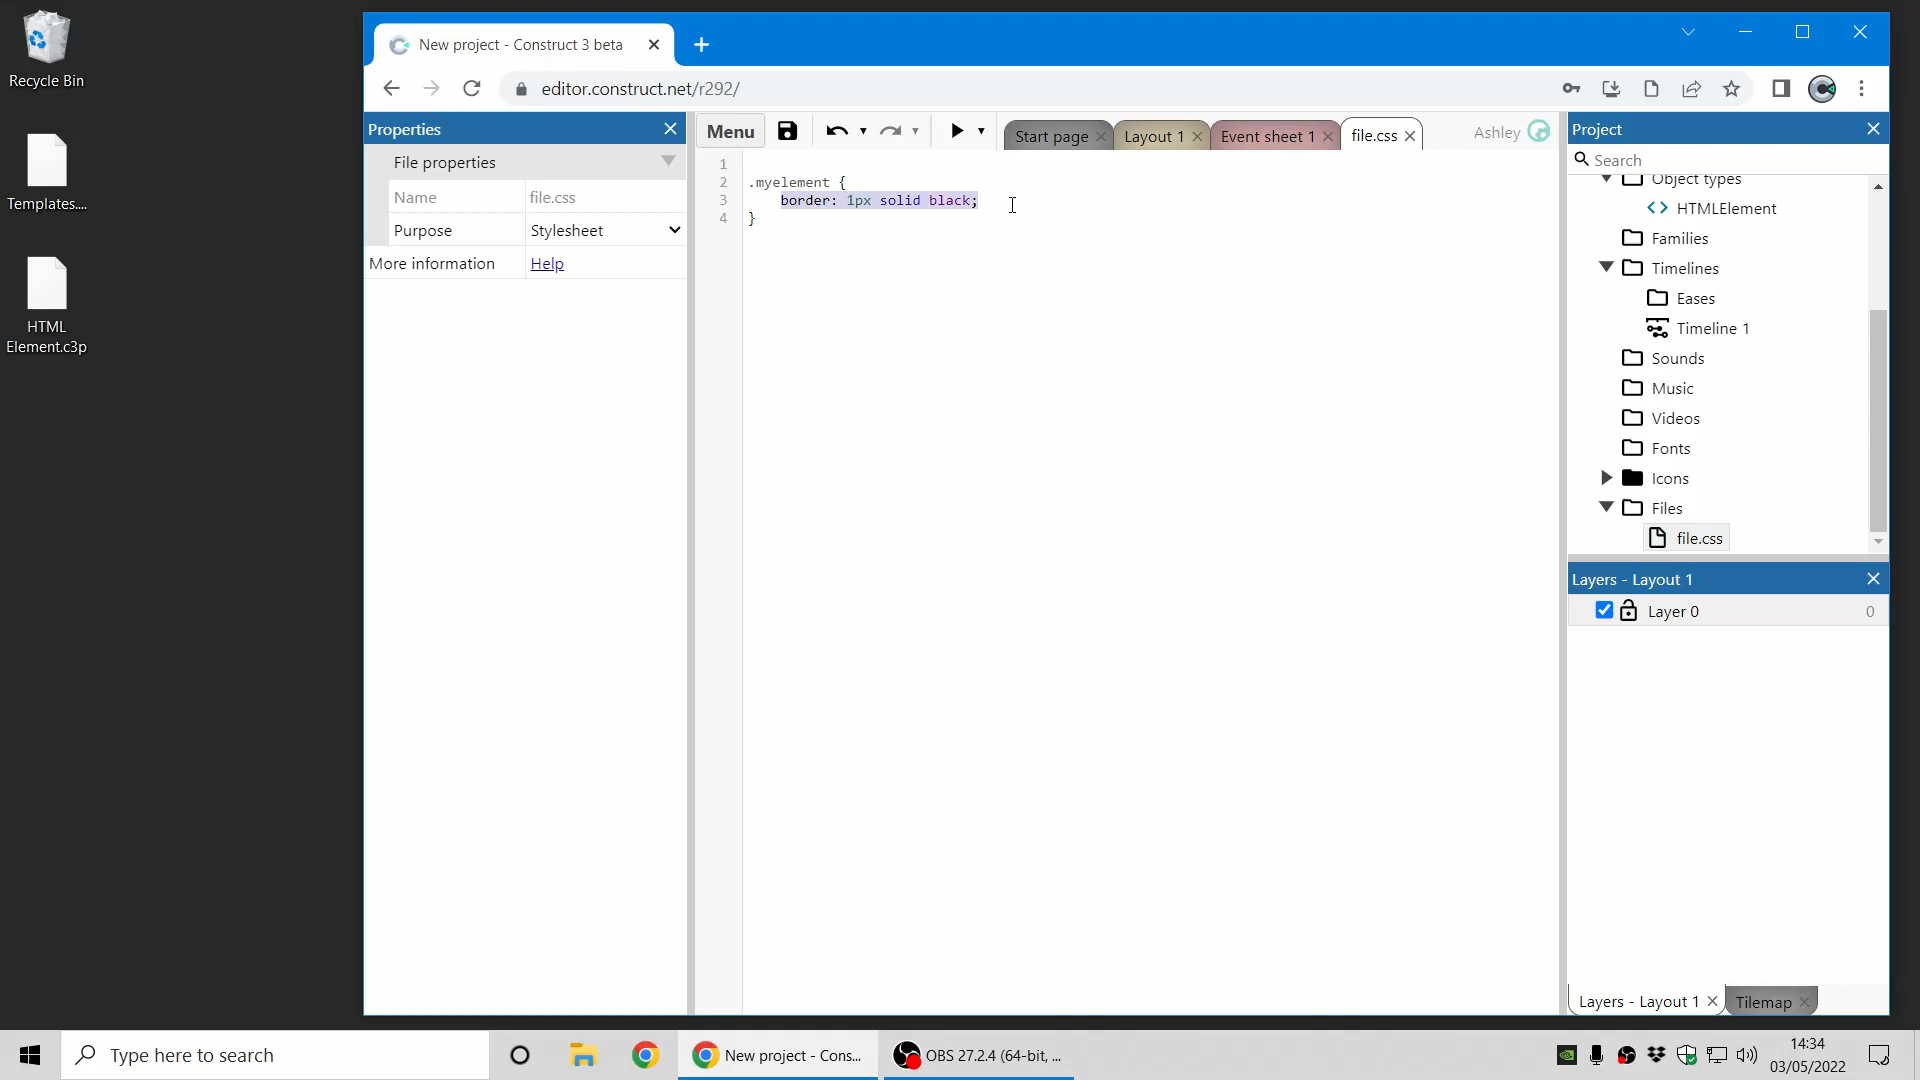 Recycle Bin
Templates....
HTML
Element.c3p
New project - Construct 3 beta
editor.construct.net/r292/
Properties
File properties
Name file.css
Purpose Stylesheet
More information Help
Menu
Start page
Layout 1
Event sheet 1
file.css
Ashley
1
2 .myelement {
3 border: 1px solid black;
4 }
Project
Search
Object types
HTMLElement
Families
Timelines
Eases
Timeline 1
Sounds
Music
Videos
Fonts
Icons
Files
file.css
Layers - Layout 1
Layer 0 0
Layers - Layout 1
Tilemap
Type here to search
New project - Cons...
OBS 27.2.4 (64-bit, ...
14:34
03/05/2022